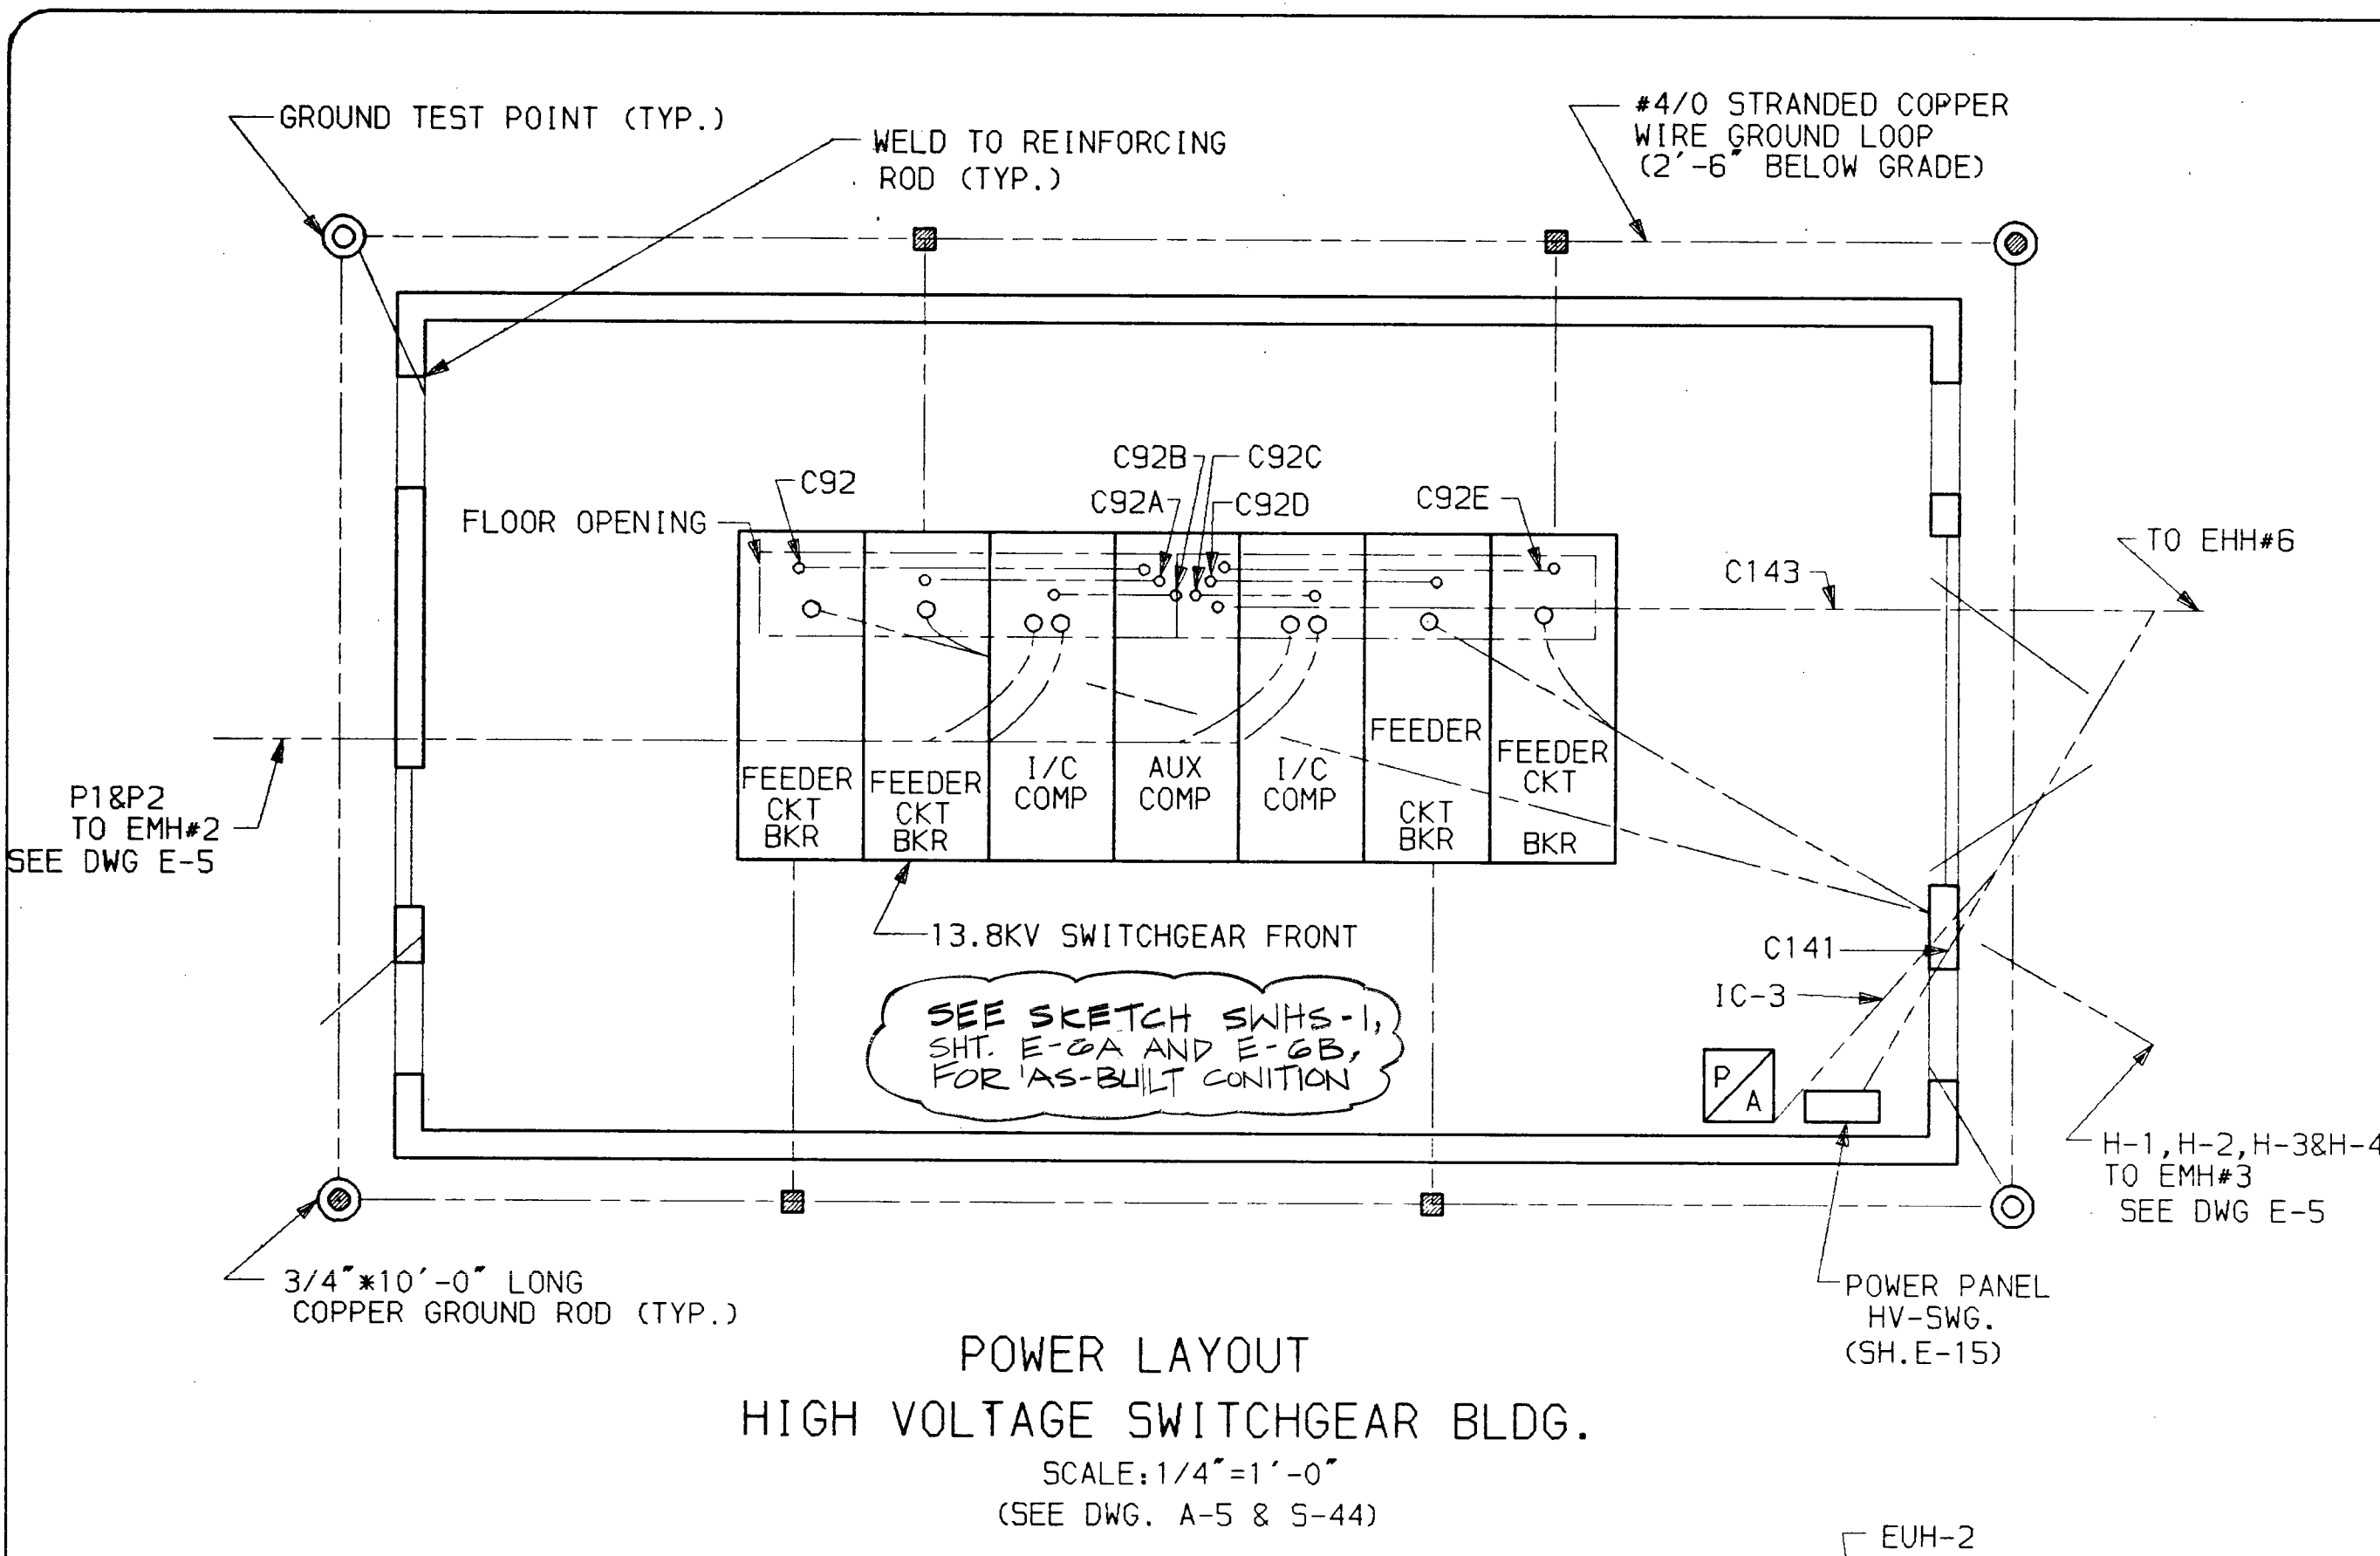 GROUND TEST POINT (TYP.)
WELD TO REINFORCING
ROD (TYP.)
#4/0 STRANDED COPPER
WIRE GROUND LOOP
(2'-6" BELOW GRADE)
C92
FLOOR OPENING
C92B
C92C
C92A
C92D
C92E
TO EHH#6
C143
P1&P2
TO EMH#2
SEE DWG E-5
FEEDER
CKT
BKR
FEEDER
CKT
BKR
I/C
COMP
AUX
COMP
I/C
COMP
FEEDER
CKT
BKR
FEEDER
CKT
BKR
13.8KV SWITCHGEAR FRONT
SEE SKETCH SWHS-1,
SHT. E-6A AND E-6B,
FOR 'AS-BUILT CONITION
C141
IC-3
P/A
H-1,H-2,H-3&H-4
TO EMH#3
SEE DWG E-5
3/4"*10'-0" LONG
COPPER GROUND ROD (TYP.)
POWER PANEL
HV-SWG.
(SH.E-15)
POWER LAYOUT
HIGH VOLTAGE SWITCHGEAR BLDG.
SCALE:1/4"=1'-0"
(SEE DWG. A-5 & S-44)
EUH-2